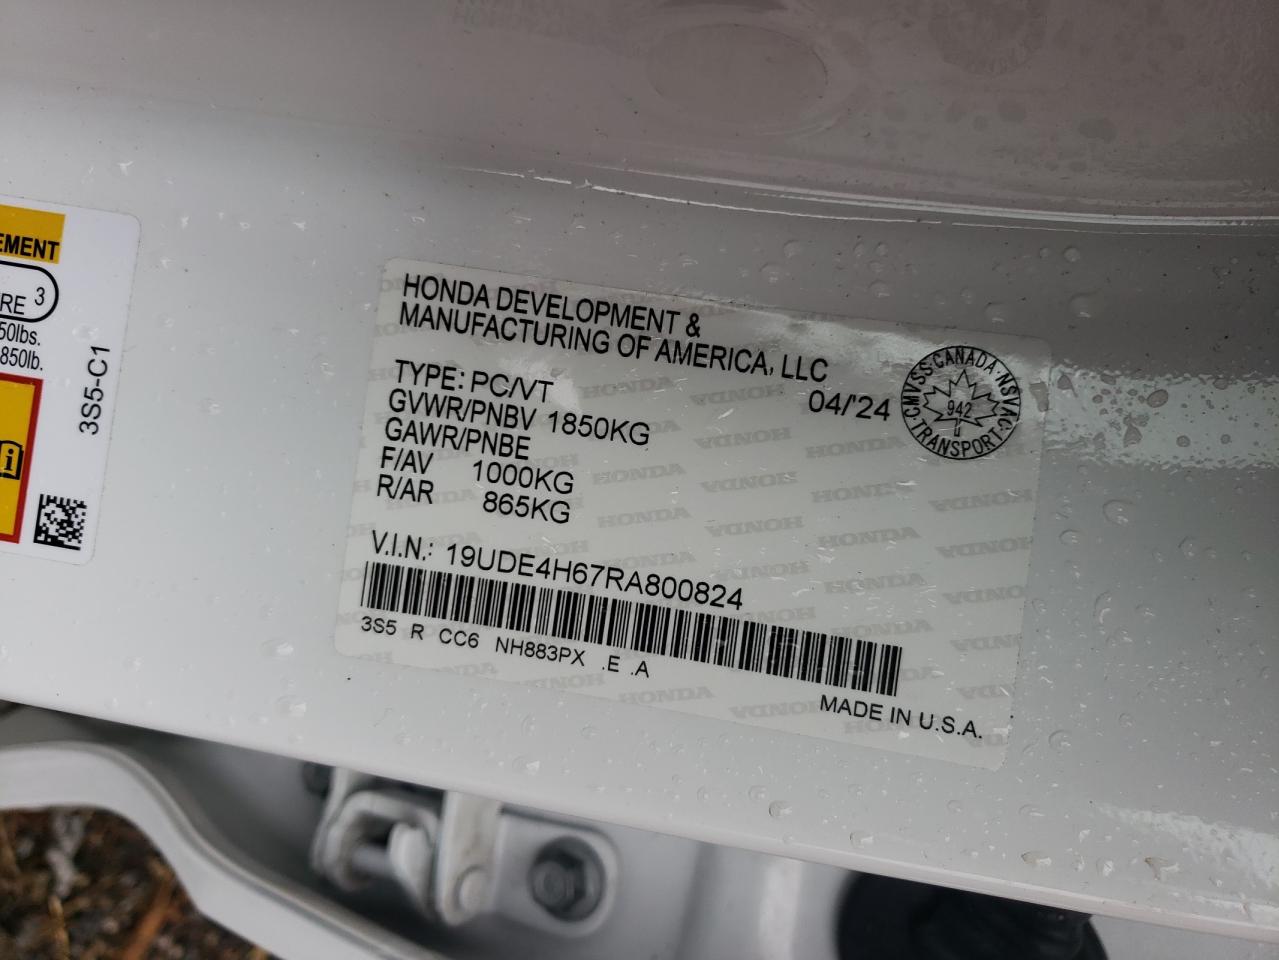 EMENT
RE 3
50lbs.
850lb.
3S5-C1
HONDA DEVELOPMENT &
MANUFACTURING OF AMERICA, LLC
04/'24
CMVSS·CANADA·NSVAC
942
TRANSPORT
TYPE: PC/VT
GVWR/PNBV 1850KG
GAWR/PNBE
F/AV 1000KG
R/AR 865KG
V.I.N.: 19UDE4H67RA800824
3S5 R CC6 NH883PX .E .A
MADE IN U.S.A.
HONDA